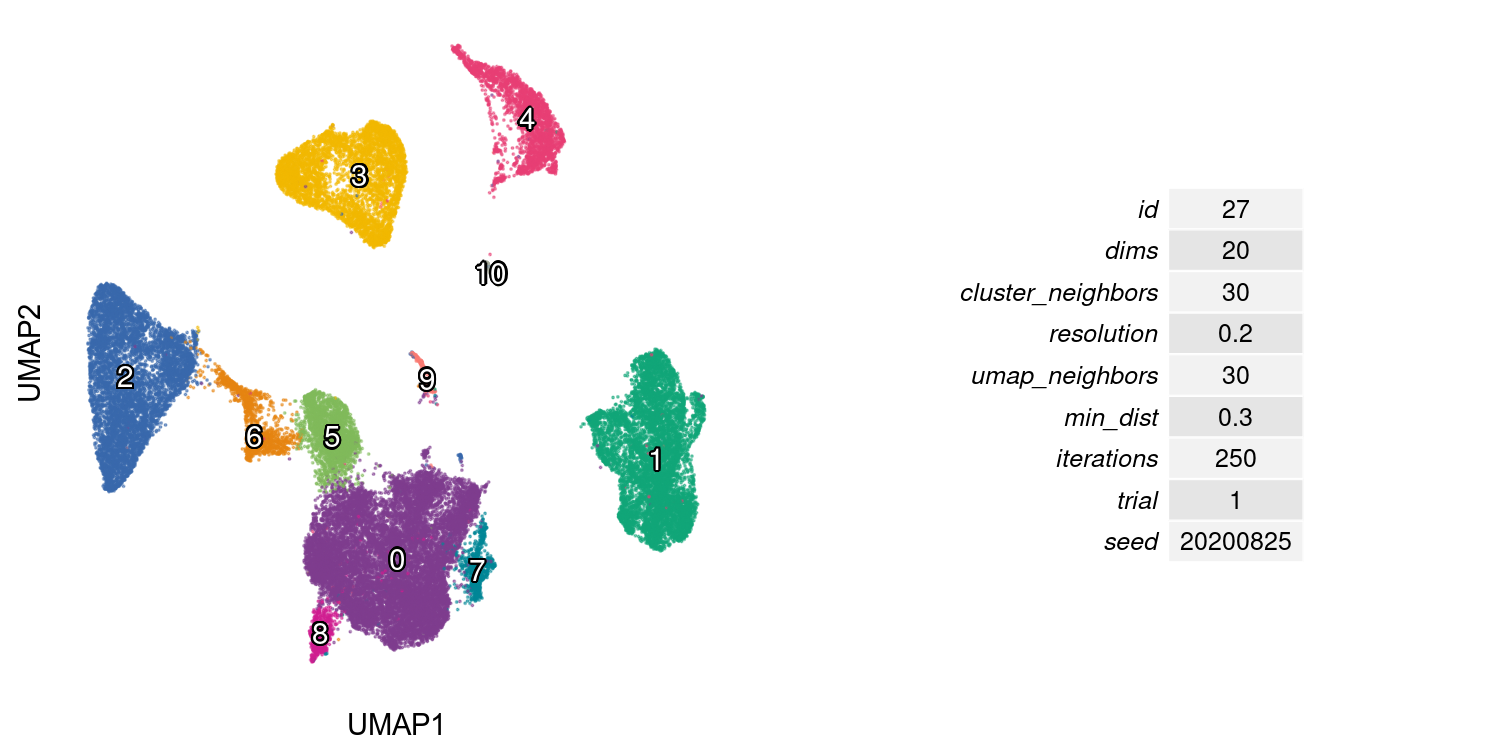 4
3
10
2
9
6
5
1
0
7
8
UMAP2
UMAP1
id 27
dims 20
cluster_neighbors 30
resolution 0.2
umap_neighbors 30
min_dist 0.3
iterations 250
trial 1
seed 20200825